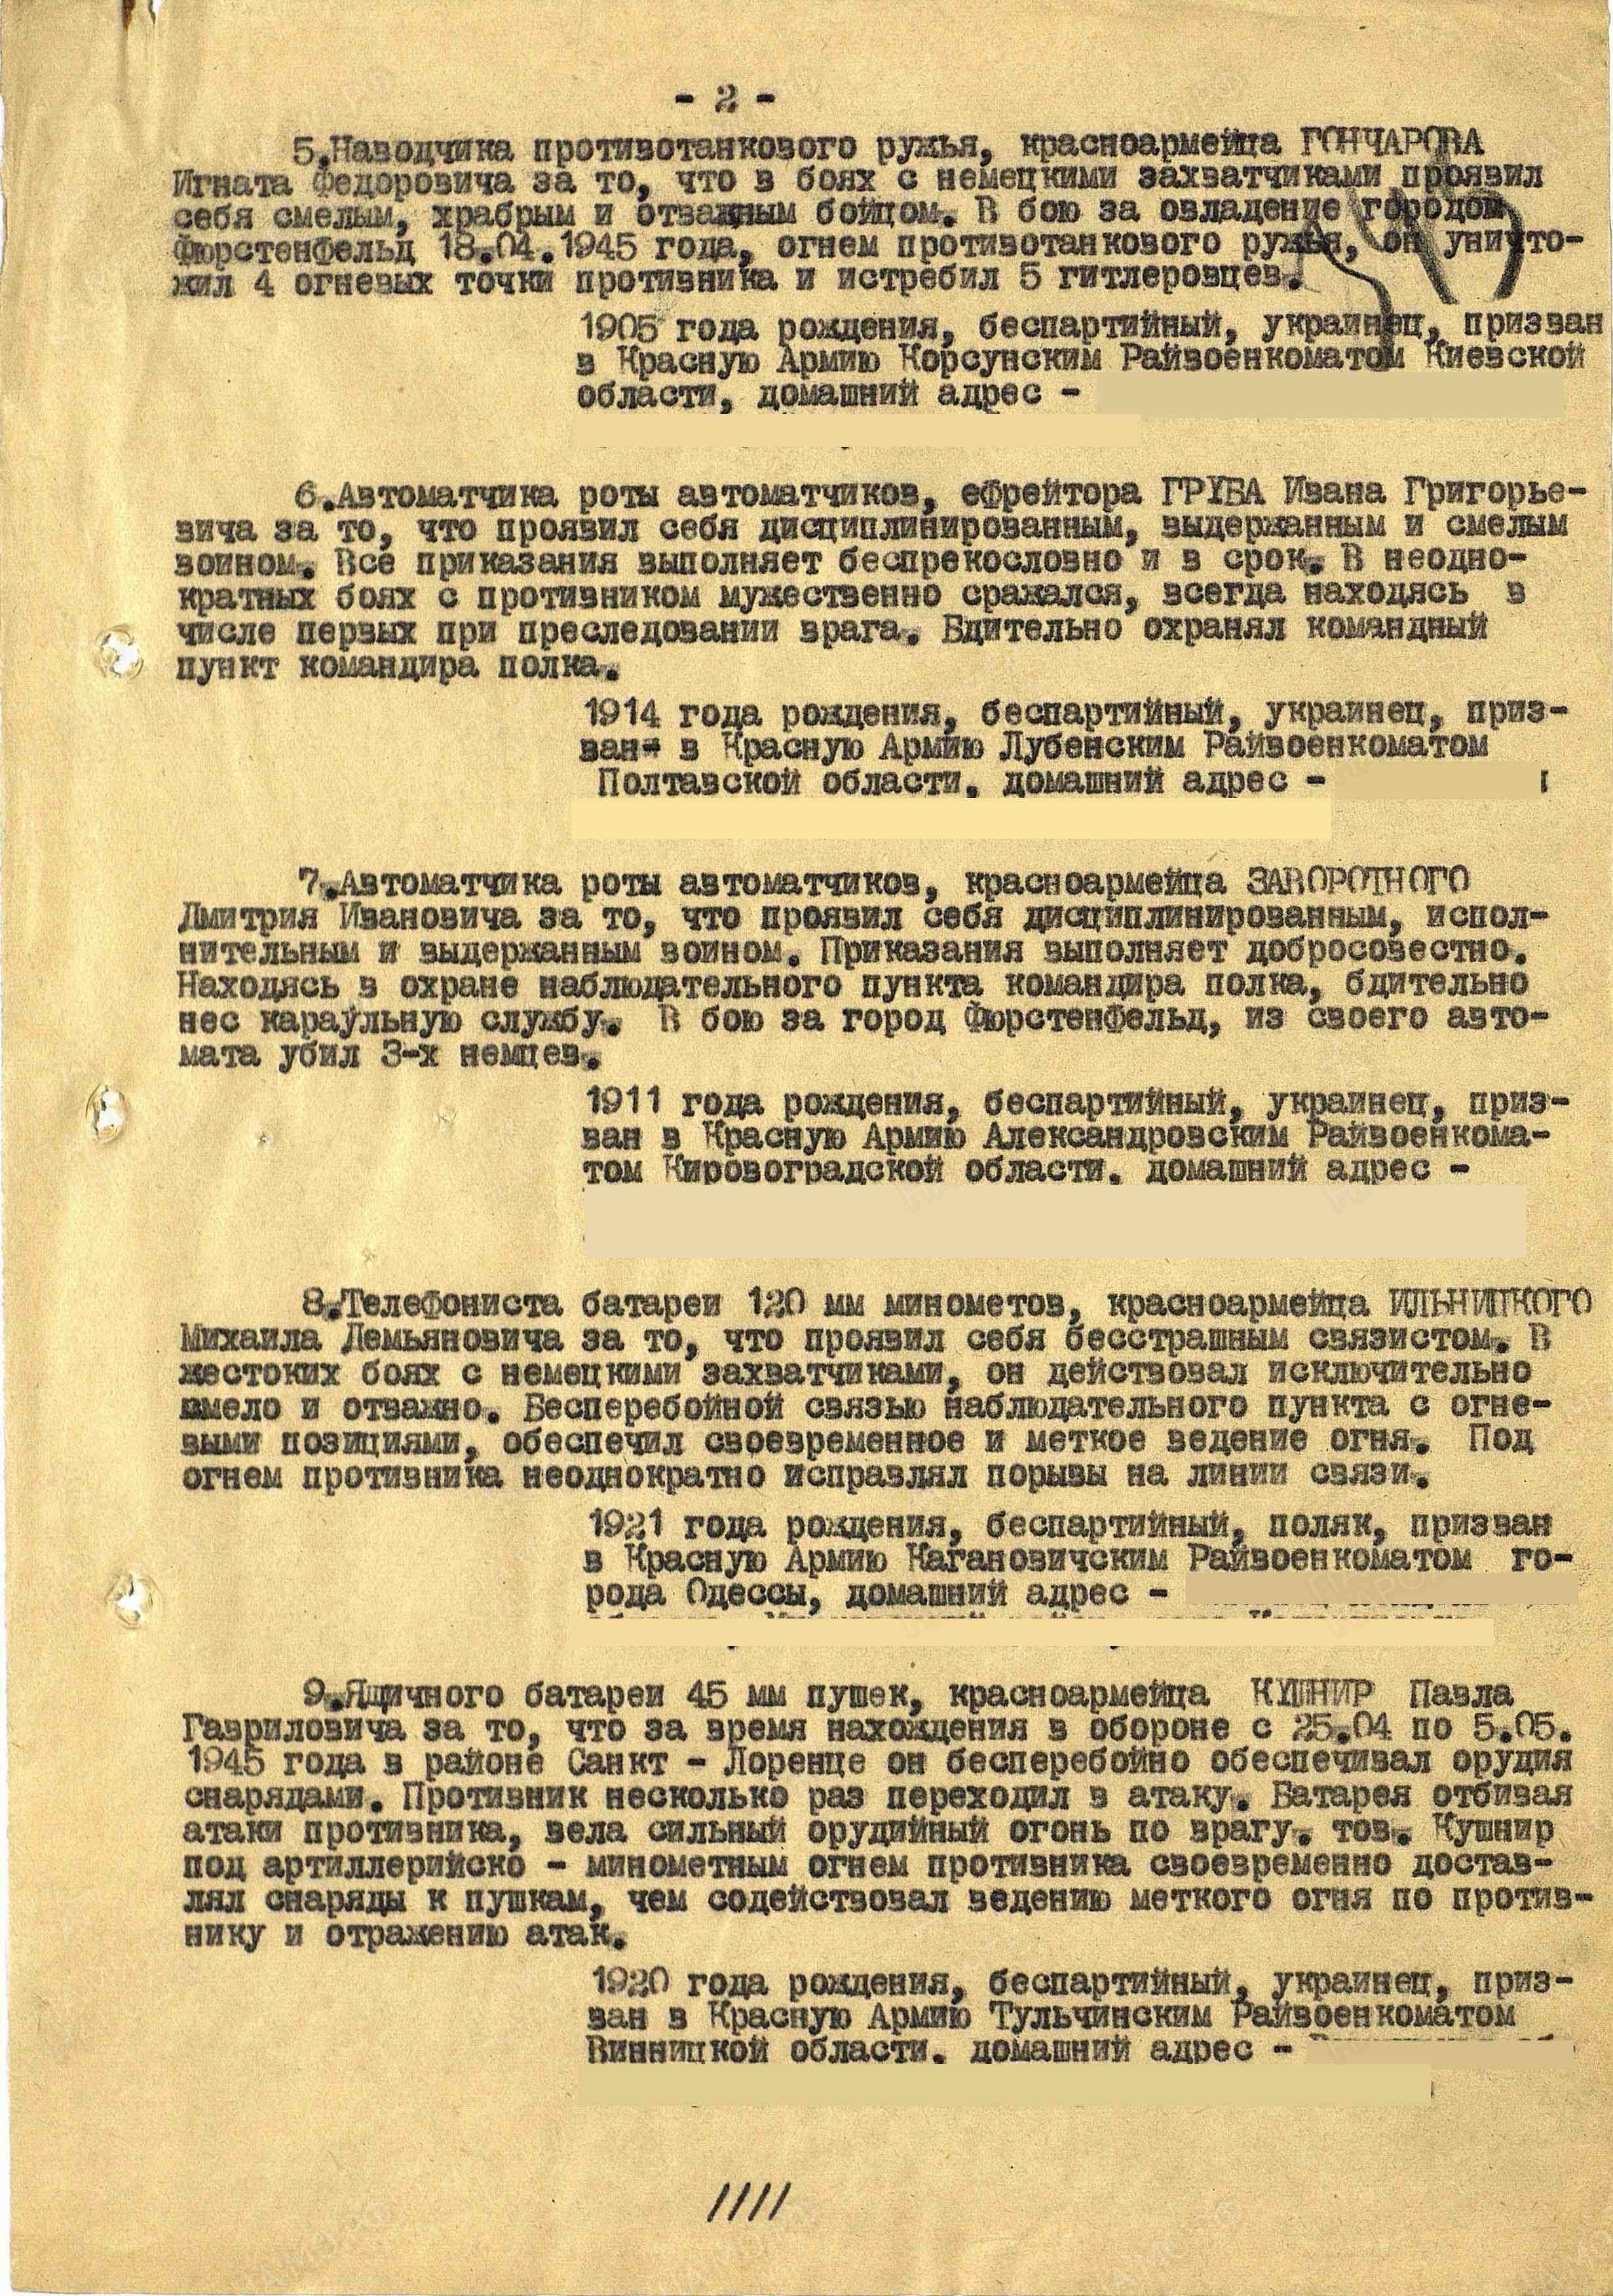 - 2 -
5.Наводчика противотанкового ружья, красноармейца ГОНЧАРОВА
Игната Федоровича за то, что в боях с немецкими захватчиками проявил
себя смелым, храбрым и отважным бойцом. В бою за овладение городом
Фюрстенфельд 18.04.1945 года, огнем противотанкового ружья, он уничто-
жил 4 огневых точки противника и истребил 5 гитлеровцев.
1905 года рождения, беспартийный, украинец, призван
в Красную Армию Корсунским Райвоенкоматом Киевской
области, домашний адрес -
6.Автоматчика роты автоматчиков, ефрейтора ГРУБА Ивана Григорье-
вича за то, что проявил себя дисциплинированным, выдержанным и смелым
воином. Все приказания выполняет беспрекословно и в срок. В неодно-
кратных боях с противником мужественно сражался, всегда находясь в
числе первых при преследовании врага. Бдительно охранял командный
пункт командира полка.
1914 года рождения, беспартийный, украинец, приз-
ван- в Красную Армию Лубенским Райвоенкоматом
Полтавской области. домашний адрес -
7.Автоматчика роты автоматчиков, красноармейца ЗАВОРОТНОГО
Дмитрия Ивановича за то, что проявил себя дисциплинированным, испол-
нительным и выдержанным воином. Приказания выполняет добросовестно.
Находясь в охране наблюдательного пункта командира полка, бдительно
нес караульную службу. В бою за город Фюрстенфельд, из своего авто-
мата убил 3-х немцев.
1911 года рождения, беспартийный, украинец, приз-
ван в Красную Армию Александровским Райвоенкома-
том Кировоградской области. домашний адрес -
8.Телефониста батареи 120 мм минометов, красноармейца ИЛЬНИЦКОГО
Михаила Демьяновича за то, что проявил себя бесстрашным связистом. В
жестоких боях с немецкими захватчиками, он действовал исключительно
смело и отважно. Бесперебойной связью наблюдательного пункта с огне-
выми позициями, обеспечил своевременное и меткое ведение огня. Под
огнем противника неоднократно исправлял порывы на линии связи.
1921 года рождения, беспартийный, поляк, призван
в Красную Армию Кагановичским Райвоенкоматом го-
рода Одессы, домашний адрес -
9.Ящичного батареи 45 мм пушек, красноармейца КУШНИР Павла
Гавриловича за то, что за время нахождения в обороне с 25.04 по 5.05.
1945 года в районе Санкт - Лоренце он бесперебойно обеспечивал орудия
снарядами. Противник несколько раз переходил в атаку. Батарея отбивая
атаки противника, вела сильный орудийный огонь по врагу. тов. Кушнир
под артиллерийско - минометным огнем противника своевременно достав-
лял снаряды к пушкам, чем содействовал ведению меткого огня по против-
нику и отражению атак.
1920 года рождения, беспартийный, украинец, приз-
ван в Красную Армию Тульчинским Райвоенкоматом
Винницкой области. домашний адрес -